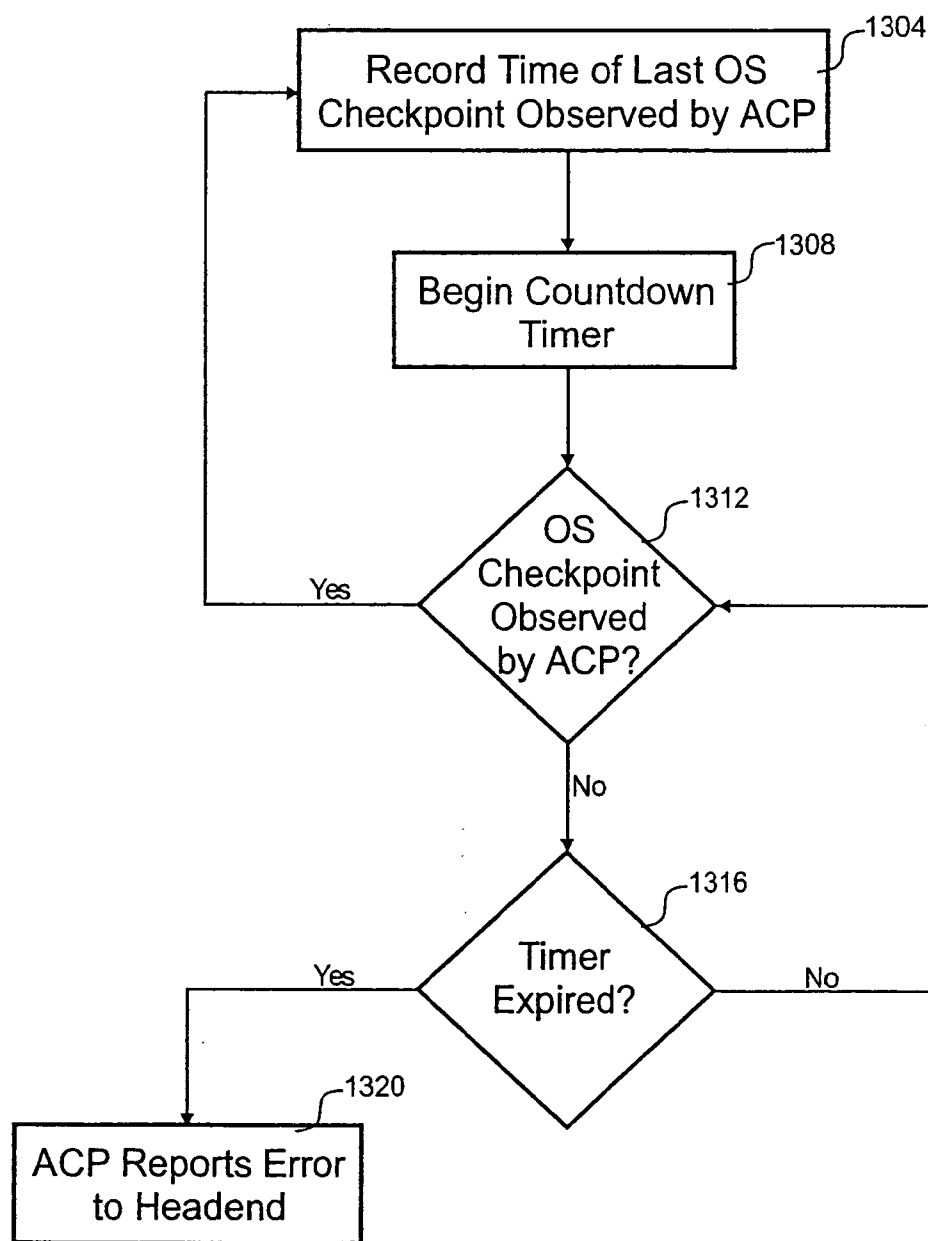 1304
Record Time of Last OS
Checkpoint Observed by ACP
1308
Begin Countdown
Timer
1312
OS
Checkpoint
Observed
by ACP?
Yes
No
1316
Timer
Expired?
Yes
No
1320
ACP Reports Error
to Headend